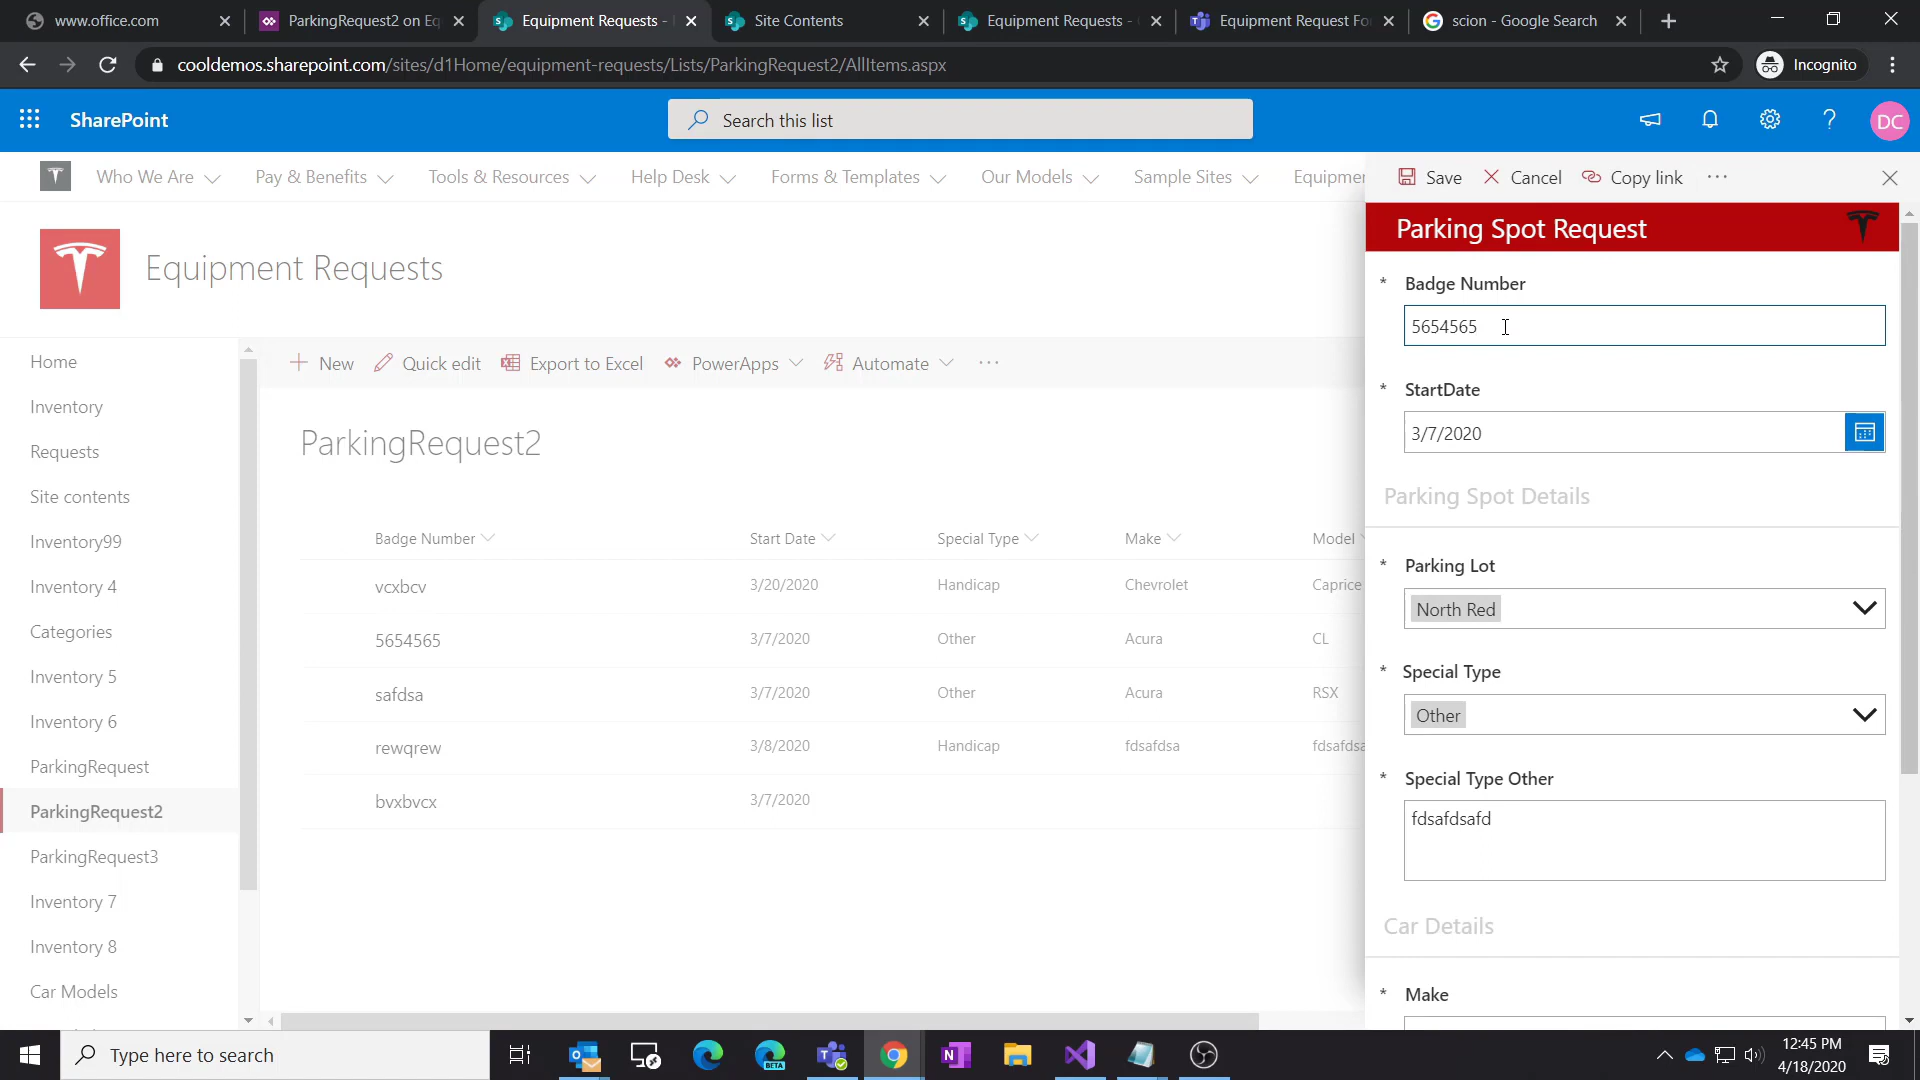 www.office.com
ParkingRequest2 on Eq
Equipment Requests -
Site Contents
Equipment Requests -
Equipment Request Fo
scion - Google Search
cooldemos.sharepoint.com/sites/d1Home/equipment-requests/Lists/ParkingRequest2/AllItems.aspx
Incognito
SharePoint
Search this list
DC
Who We Are
Pay & Benefits
Tools & Resources
Help Desk
Forms & Templates
Our Models
Sample Sites
Equipmer
Save
Cancel
Copy link
Equipment Requests
Home
Inventory
Requests
Site contents
Inventory99
Inventory 4
Categories
Inventory 5
Inventory 6
ParkingRequest
ParkingRequest2
ParkingRequest3
Inventory 7
Inventory 8
Car Models
New
Quick edit
Export to Excel
PowerApps
Automate
ParkingRequest2
Badge Number Start Date Special Type Make Model
vcxbcv 3/20/2020 Handicap Chevrolet Caprice
5654565 3/7/2020 Other Acura CL
safdsa 3/7/2020 Other Acura RSX
rewqrew 3/8/2020 Handicap fdsafdsa fdsafdsa
bvxbvcx 3/7/2020
Parking Spot Request
* Badge Number
5654565
* StartDate
3/7/2020
Parking Spot Details
* Parking Lot
North Red
* Special Type
Other
* Special Type Other
fdsafdsafd
Car Details
* Make
Type here to search
BETA
12:45 PM
4/18/2020